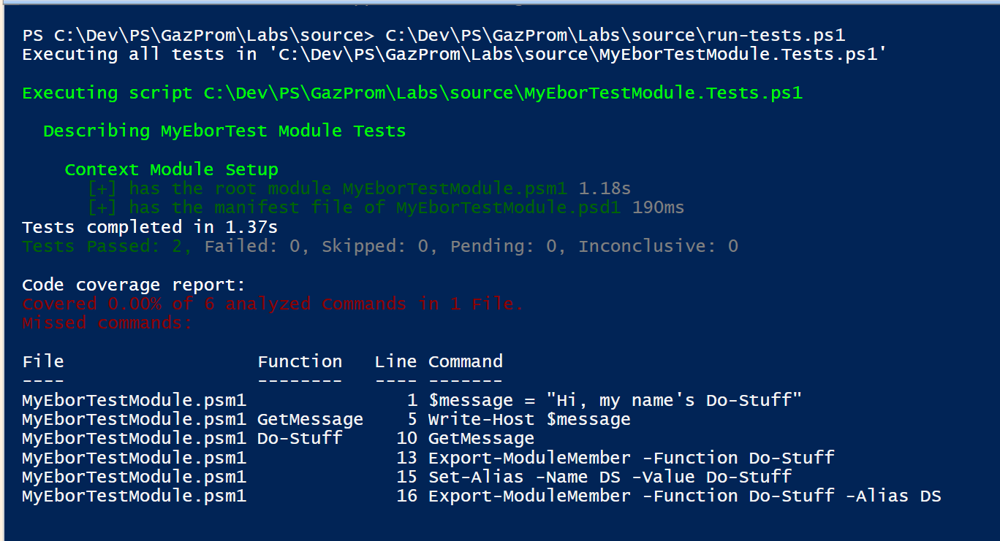 PS C:\Dev\PS\GazProm\Labs\source> C:\Dev\PS\GazProm\Labs\source\run-tests.ps1
Executing all tests in 'C:\Dev\PS\GazProm\Labs\source\MyEborTestModule.Tests.ps1'
Executing script C:\Dev\PS\GazProm\Labs\source\MyEborTestModule.Tests.ps1
Describing MyEborTest Module Tests
Context Module Setup
[+] has the root module MyEborTestModule.psm1 1.18s
[+] has the manifest file of MyEborTestModule.psd1 190ms
Tests completed in 1.37s
Tests Passed: 2, Failed: 0, Skipped: 0, Pending: 0, Inconclusive: 0
Code coverage report:
Covered 0.00% of 6 analyzed Commands in 1 File.
Missed commands:
File Function Line Command
---- -------- ---- -------
MyEborTestModule.psm1 1 $message = "Hi, my name's Do-Stuff"
MyEborTestModule.psm1 GetMessage 5 Write-Host $message
MyEborTestModule.psm1 Do-Stuff 10 GetMessage
MyEborTestModule.psm1 13 Export-ModuleMember -Function Do-Stuff
MyEborTestModule.psm1 15 Set-Alias -Name DS -Value Do-Stuff
MyEborTestModule.psm1 16 Export-ModuleMember -Function Do-Stuff -Alias DS